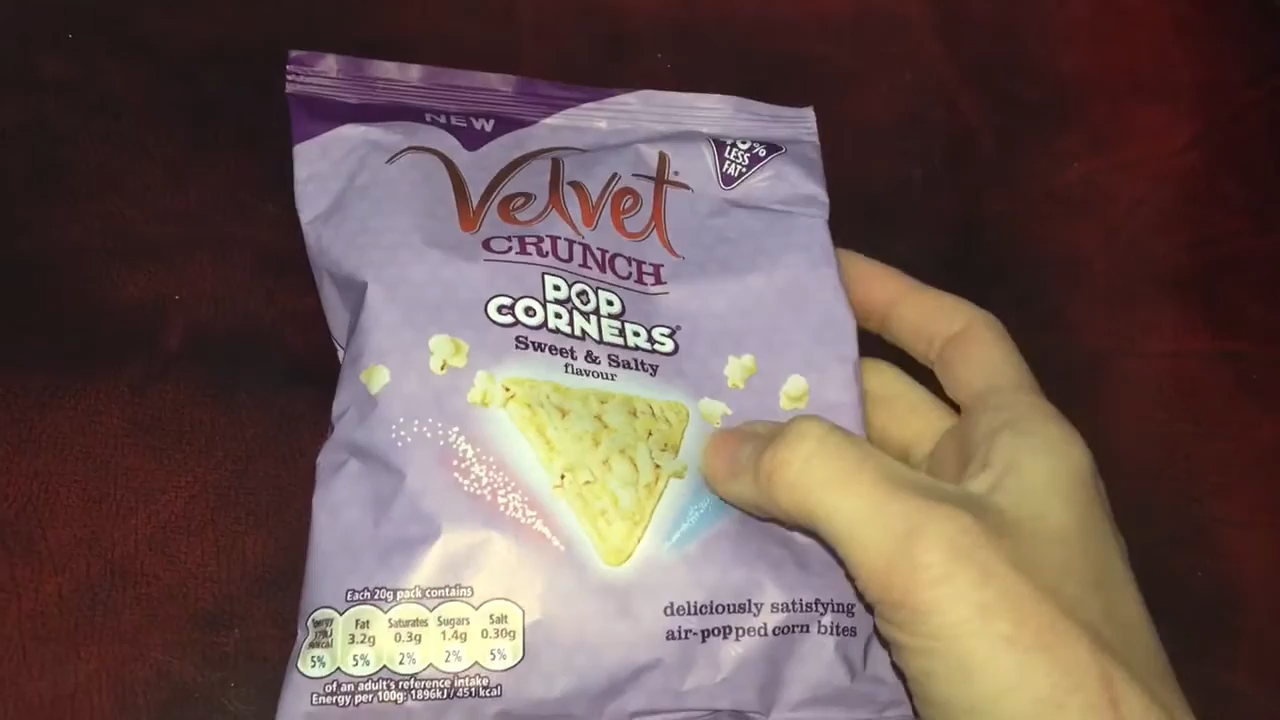 NEW
% LESS FAT*
Velvet
CRUNCH
POP
CORNERS®
Sweet & Salty
flavour
deliciously satisfying
air-popped corn bites
Each 20g pack contains
Energy Fat Saturates Sugars Salt
3.2g 0.3g 1.4g 0.30g
5% 5% 2% 2% 5%
of an adult's reference intake
Energy per 100g: 1896kJ / 451 kcal